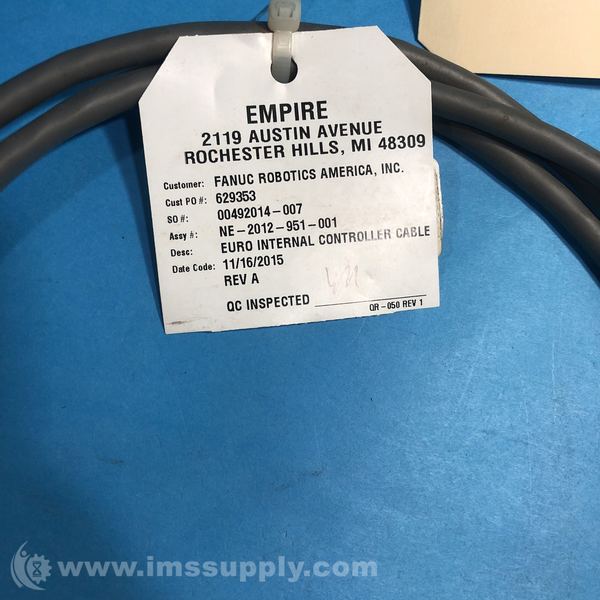 EMPIRE
2119 AUSTIN AVENUE
ROCHESTER HILLS, MI 48309
Customer: FANUC ROBOTICS AMERICA, INC.
Cust PO #: 629353
SO #: 00492014-007
Assy #: NE-2012-951-001
Desc: EURO INTERNAL CONTROLLER CABLE
Date Code: 11/16/2015
REV A
QC INSPECTED
QR-050 REV 1
www.imssupply.com